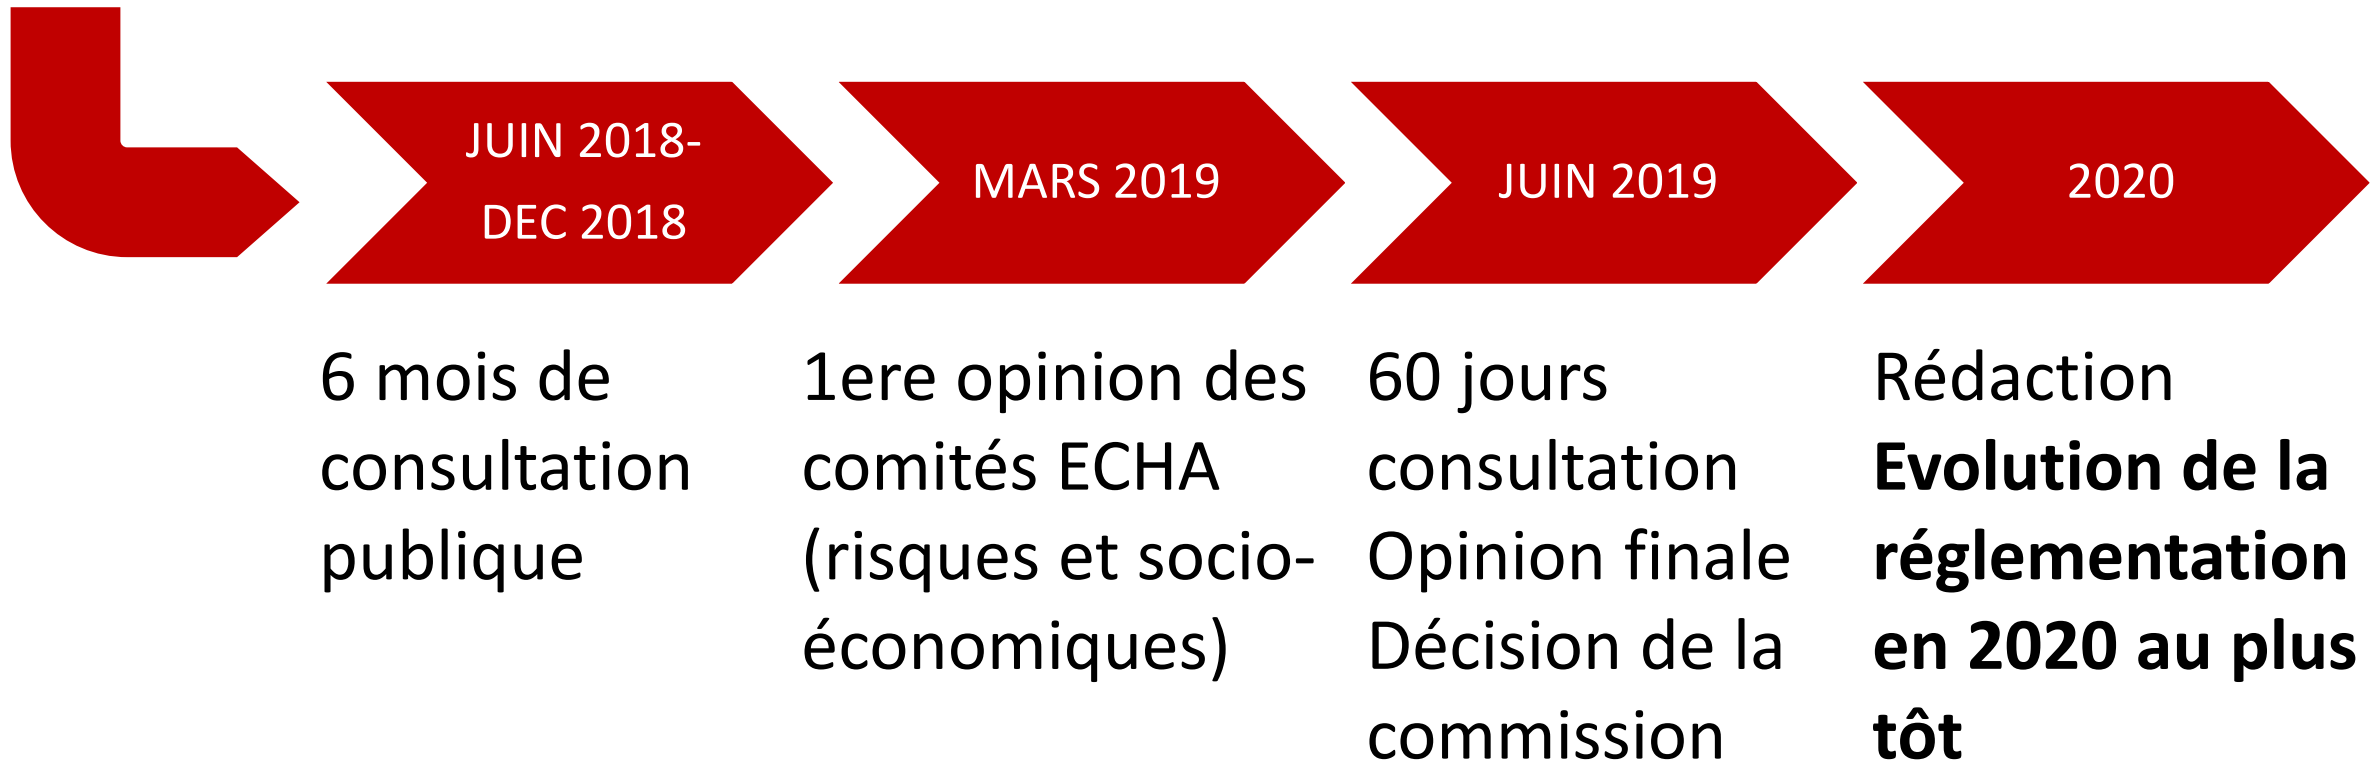 JUIN 2018-
DEC 2018
MARS 2019
JUIN 2019
2020
6 mois de
consultation
publique
1ere opinion des
comités ECHA
(risques et socio-
économiques)
60 jours
consultation
Opinion finale
Décision de la
commission
Rédaction
Evolution de la
réglementation
en 2020 au plus
tôt